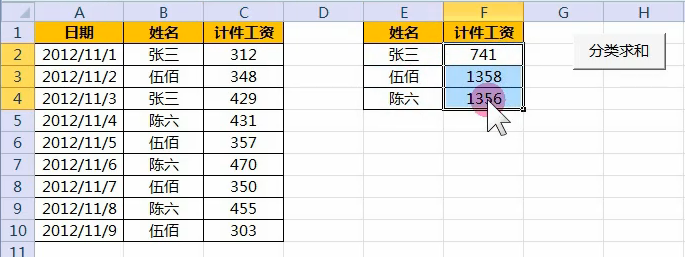 A B C D E F G H
1 日期 姓名 计件工资 姓名 计件工资
2 2012/11/1 张三 312 张三 741 分类求和
3 2012/11/2 伍佰 348 伍佰 1358
4 2012/11/3 张三 429 陈六 1356
5 2012/11/4 陈六 431
6 2012/11/5 伍佰 357
7 2012/11/6 陈六 470
8 2012/11/7 伍佰 350
9 2012/11/8 陈六 455
10 2012/11/9 伍佰 303
11